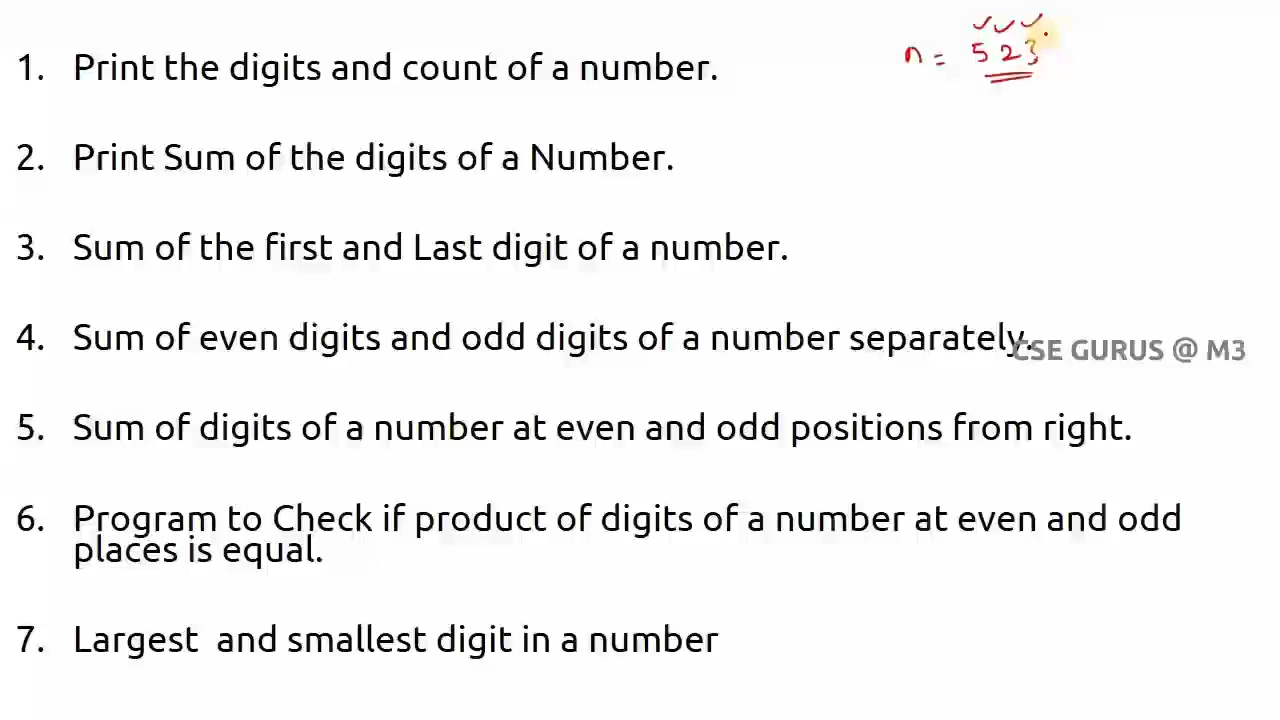 n = 523
1. Print the digits and count of a number.
2. Print Sum of the digits of a Number.
3. Sum of the first and Last digit of a number.
4. Sum of even digits and odd digits of a number separately.
CSE GURUS @ M3
5. Sum of digits of a number at even and odd positions from right.
6. Program to Check if product of digits of a number at even and odd
places is equal.
7. Largest and smallest digit in a number